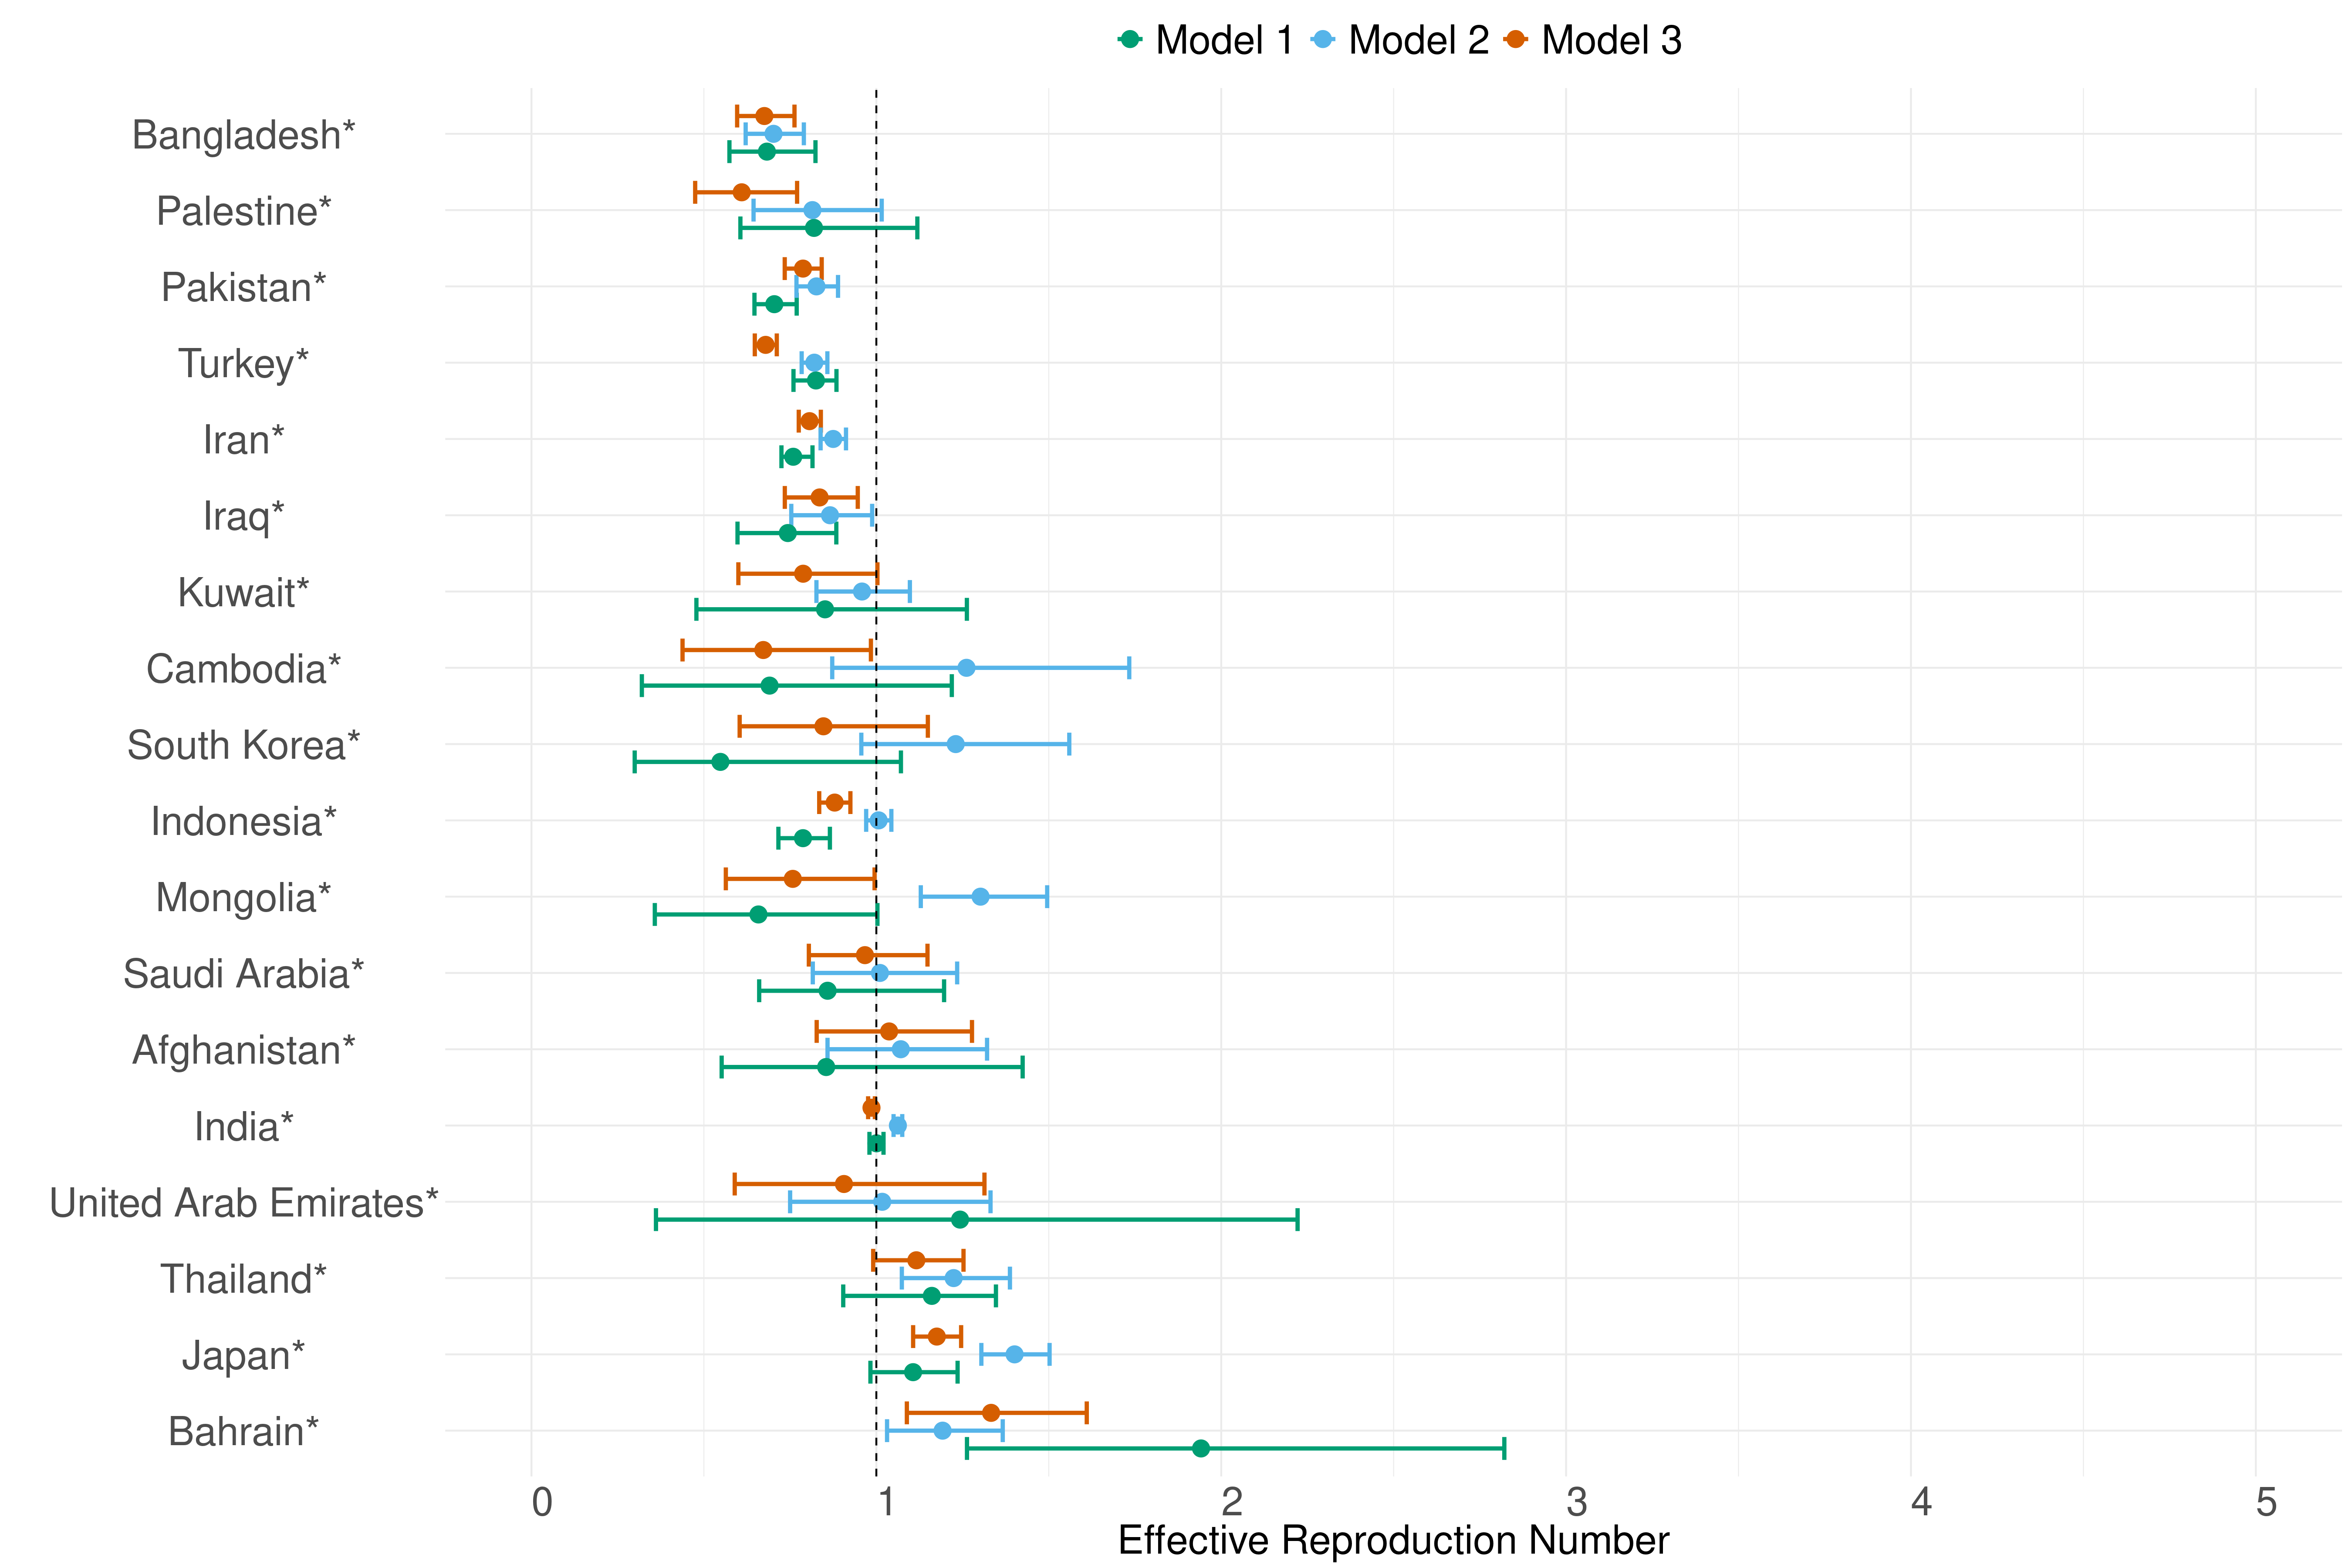 Model 1 Model 2 Model 3
Bangladesh*
Palestine*
Pakistan*
Turkey*
Iran*
Iraq*
Kuwait*
Cambodia*
South Korea*
Indonesia*
Mongolia*
Saudi Arabia*
Afghanistan*
India*
United Arab Emirates*
Thailand*
Japan*
Bahrain*
0 1 2 3 4 5
Effective Reproduction Number